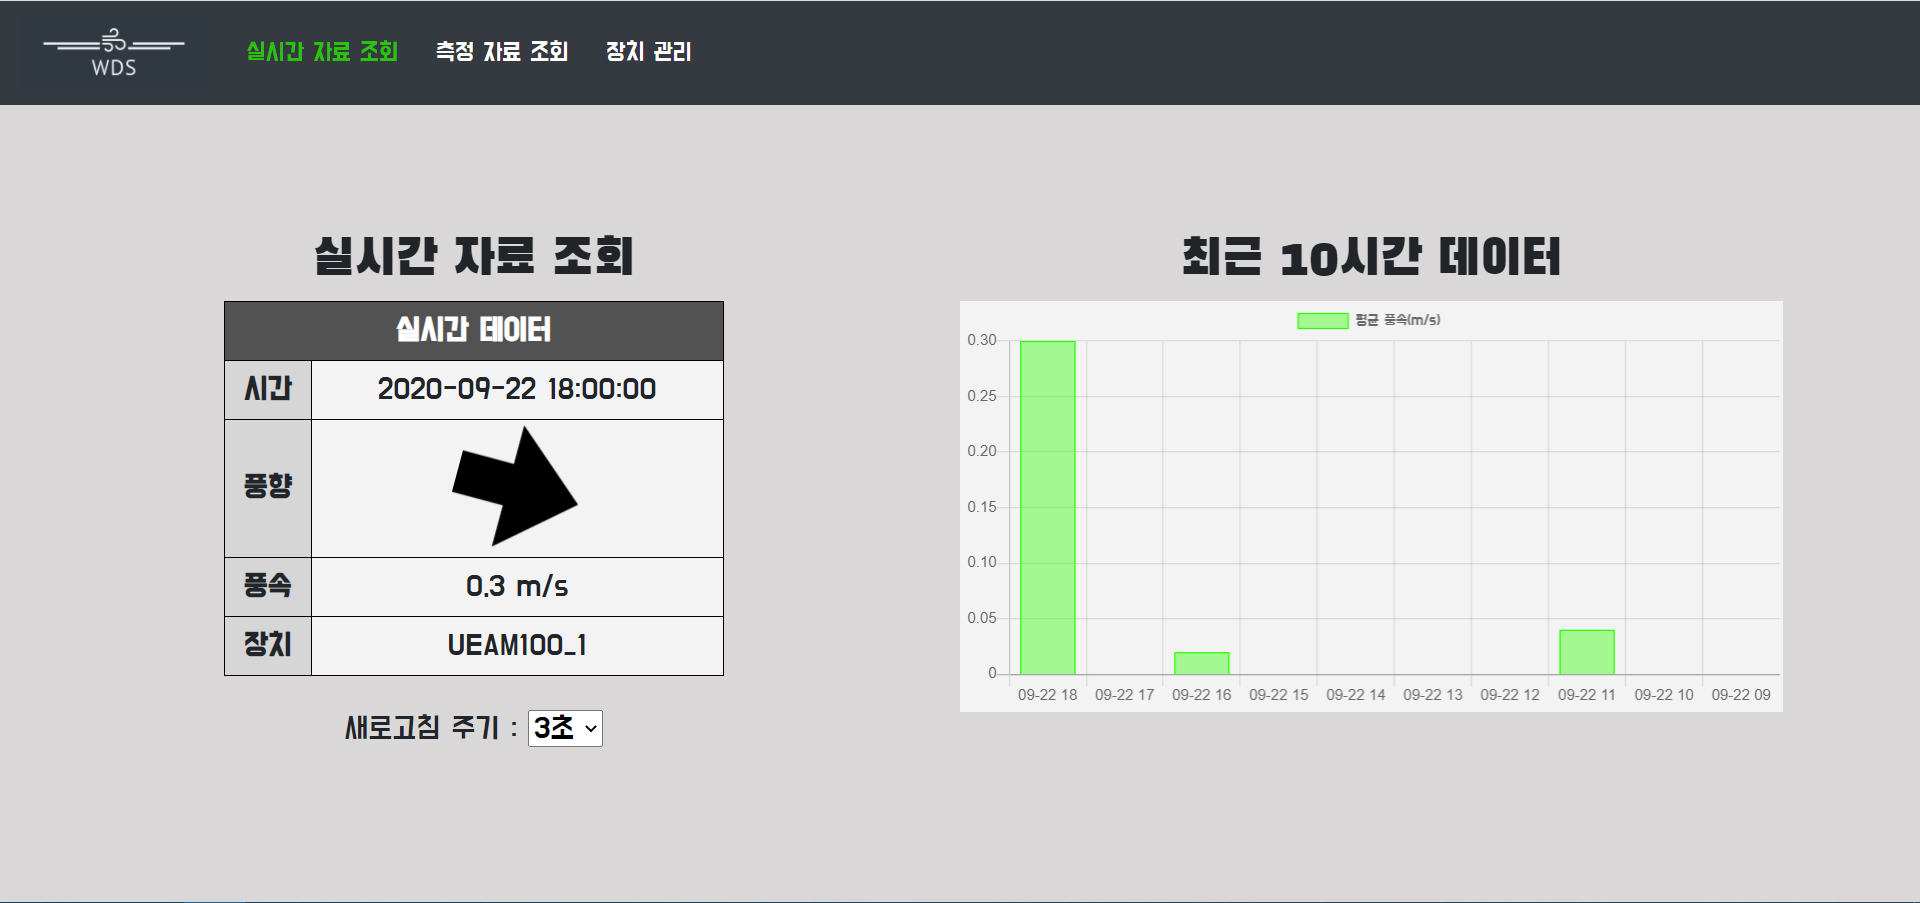 WDS
실시간 자료 조회 측정 자료 조회 장치 관리
실시간 자료 조회
실시간 테이터
시간 2020-09-22 18:00:00
풍향
풍속 0.3 m/s
장치 UEAM100_1
새로고침 주기 : 3초
최근 10시간 데이터
평균 풍속(m/s)
0.30
0.25
0.20
0.15
0.10
0.05
0
09-22 18 09-22 17 09-22 16 09-22 15 09-22 14 09-22 13 09-22 12 09-22 11 09-22 10 09-22 09